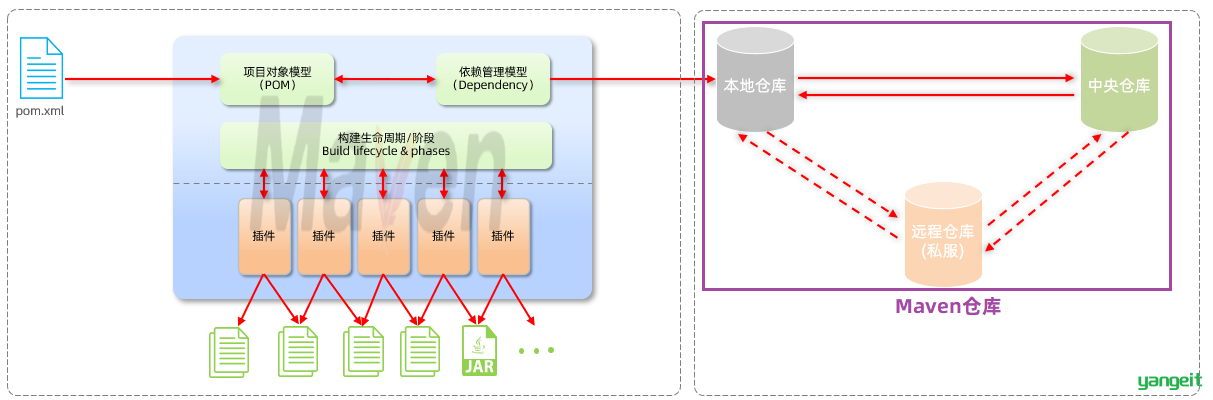 pom.xml
项目对象模型
(POM)
依赖管理模型
(Dependency)
Maven
构建生命周期/阶段
Build lifecycle & phases
插件
插件
插件
插件
插件
JAR
本地仓库
中央仓库
远程仓库
(私服)
Maven仓库
yangeit